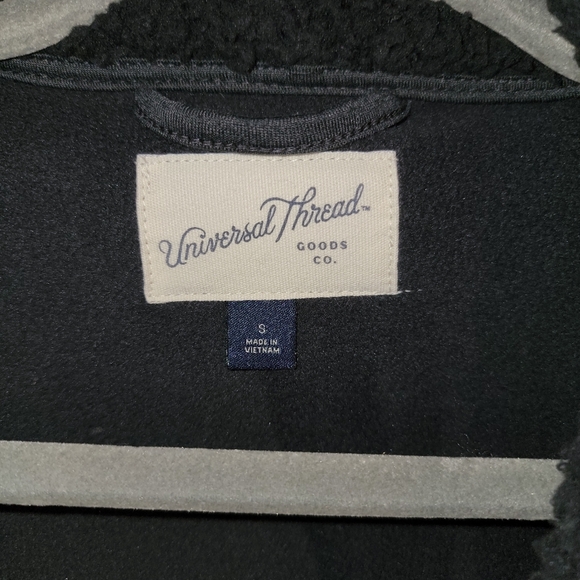 Universal Thread™
GOODS
CO.
S
MADE IN
VIETNAM